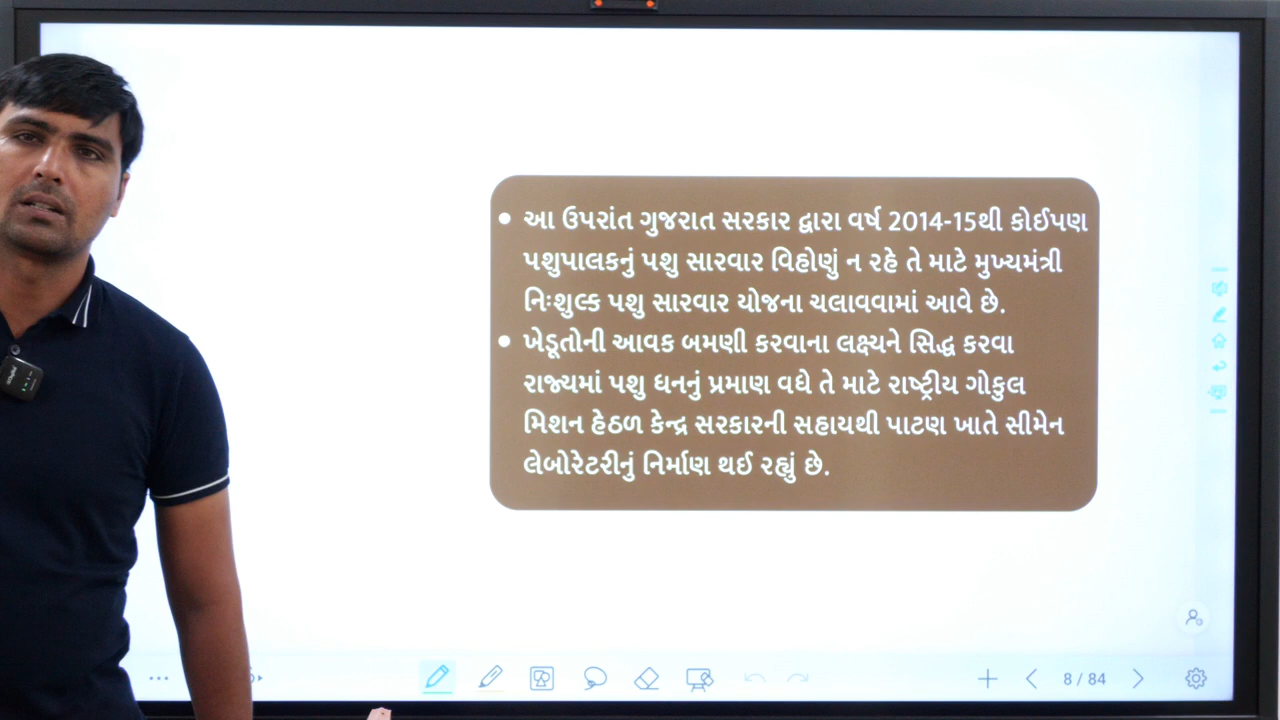 • આ ઉપરાંત ગુજરાત સરકાર દ્વારા વર્ષ 2014-15થી કોઈપણ
પશુપાલકનું પશુ સારવાર વિહોણું ન રહે તે માટે મુખ્યમંત્રી
નિઃશુલ્ક પશુ સારવાર યોજના ચલાવવામાં આવે છે.
• ખેડૂતોની આવક બમણી કરવાના લક્ષ્યને સિદ્ધ કરવા
રાજ્યમાં પશુ ધનનું પ્રમાણ વધે તે માટે રાષ્ટ્રીય ગોકુલ
મિશન હેઠળ કેન્દ્ર સરકારની સહાયથી પાટણ ખાતે સીમેન
લેબોરેટરીનું નિર્માણ થઈ રહ્યું છે.
8 / 84